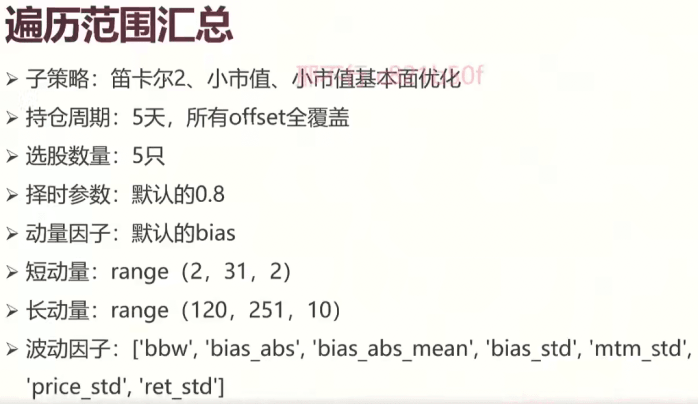 遍历范围汇总
➢ 子策略：笛卡尔2、小市值、小市值基本面优化
➢ 持仓周期：5天，所有offset全覆盖
➢ 选股数量：5只
➢ 择时参数：默认的0.8
➢ 动量因子：默认的bias
➢ 短动量：range（2，31，2）
➢ 长动量：range（120，251，10）
➢ 波动因子：['bbw', 'bias_abs', 'bias_abs_mean', 'bias_std', 'mtm_std',
'price_std', 'ret_std']